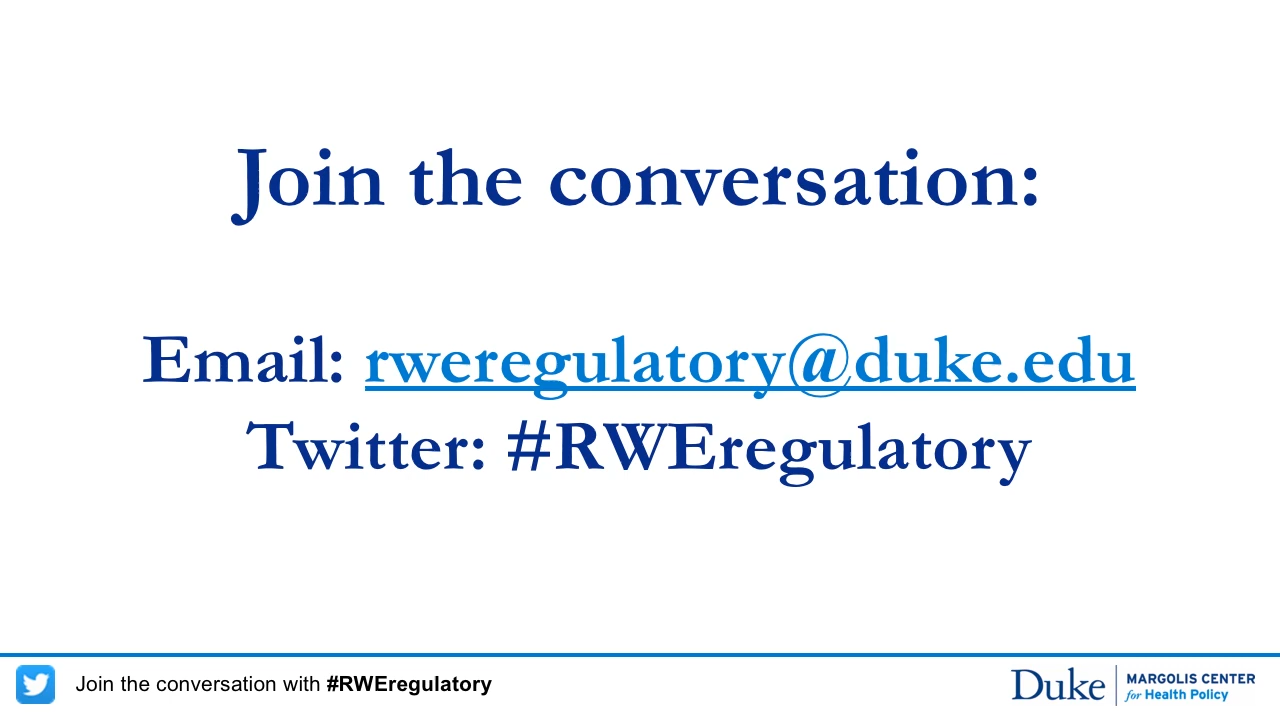 Join the conversation:
Email: rweregulatory@duke.edu
Twitter: #RWEregulatory
Join the conversation with #RWEregulatory
Duke
MARGOLIS CENTER
for Health Policy